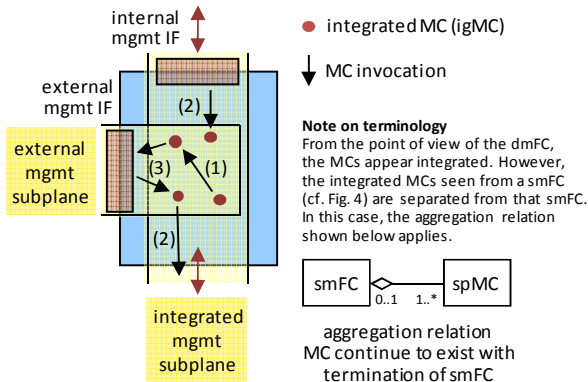 internal
mgmt IF
external
mgmt IF
(2)
external
mgmt
subplane
(3)
(1)
(2)
integrated
mgmt
subplane
integrated MC (igMC)
MC invocation
Note on terminology
From the point of view of the dmFC,
the MCs appear integrated. However,
the integrated MCs seen from a smFC
(cf. Fig. 4) are separated from that smFC.
In this case, the aggregation relation
shown below applies.
smFC
spMC
0..1
1..*
aggregation relation
MC continue to exist with
termination of smFC